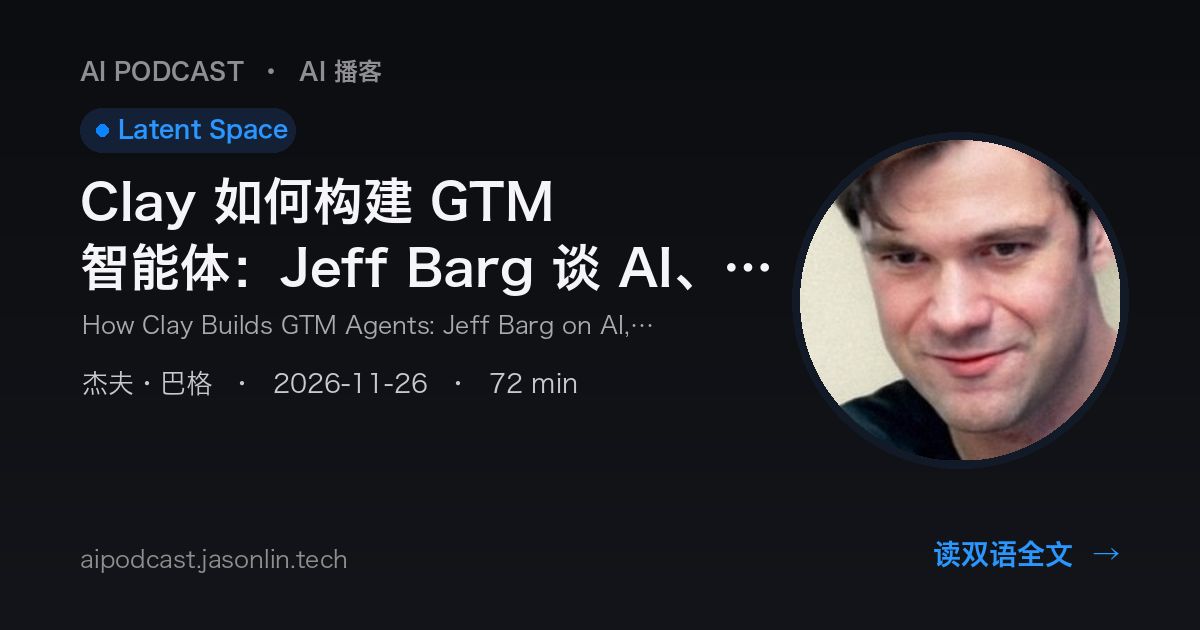 AI PODCAST · AI 播客
Latent Space
Clay 如何构建 GTM
智能体：Jeff Barg 谈 AI、…
How Clay Builds GTM Agents: Jeff Barg on AI,…
杰夫·巴格 · 2026-11-26 · 72 min
aipodcast.jasonlin.tech
读双语全文 →